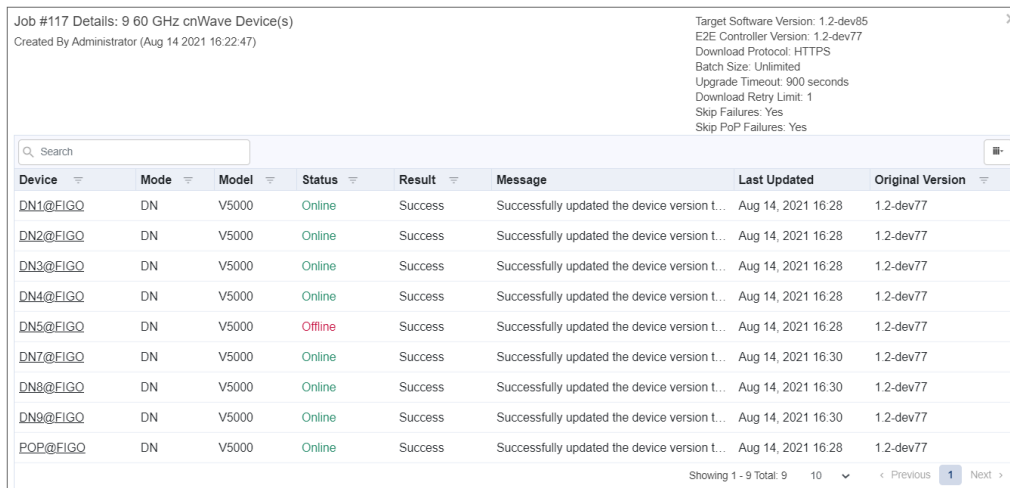 Job #117 Details: 9 60 GHz cnWave Device(s)
Created By Administrator (Aug 14 2021 16:22:47)
Target Software Version: 1.2-dev85
E2E Controller Version: 1.2-dev77
Download Protocol: HTTPS
Batch Size: Unlimited
Upgrade Timeout: 900 seconds
Download Retry Limit: 1
Skip Failures: Yes
Skip PoP Failures: Yes
Search
Device Mode Model Status Result Message Last Updated Original Version
DN1@FIGO DN V5000 Online Success Successfully updated the device version t... Aug 14, 2021 16:28 1.2-dev77
DN2@FIGO DN V5000 Online Success Successfully updated the device version t... Aug 14, 2021 16:28 1.2-dev77
DN3@FIGO DN V5000 Online Success Successfully updated the device version t... Aug 14, 2021 16:28 1.2-dev77
DN4@FIGO DN V5000 Online Success Successfully updated the device version t... Aug 14, 2021 16:28 1.2-dev77
DN5@FIGO DN V5000 Offline Success Successfully updated the device version t... Aug 14, 2021 16:28 1.2-dev77
DN7@FIGO DN V5000 Online Success Successfully updated the device version t... Aug 14, 2021 16:30 1.2-dev77
DN8@FIGO DN V5000 Online Success Successfully updated the device version t... Aug 14, 2021 16:30 1.2-dev77
DN9@FIGO DN V5000 Online Success Successfully updated the device version t... Aug 14, 2021 16:30 1.2-dev77
POP@FIGO DN V5000 Online Success Successfully updated the device version t... Aug 14, 2021 16:28 1.2-dev77
Showing 1 - 9 Total: 9 10 < Previous 1 Next >